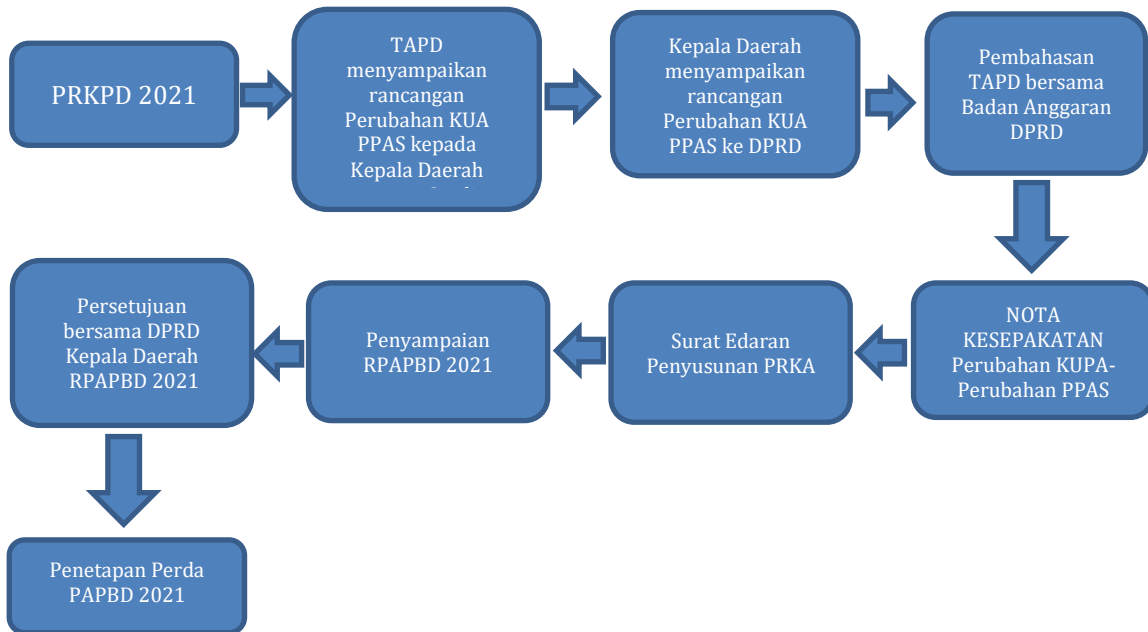 PRKPD 2021
TAPD
menyampaikan
rancangan
Perubahan KUA
PPAS kepada
Kepala Daerah
Kepala Daerah
menyampaikan
rancangan
Perubahan KUA
PPAS ke DPRD
Pembahasan
TAPD bersama
Badan Anggaran
DPRD
NOTA
KESEPAKATAN
Perubahan KUPA-
Perubahan PPAS
Surat Edaran
Penyusunan PRKA
Penyampaian
RPAPBD 2021
Persetujuan
bersama DPRD
Kepala Daerah
RPAPBD 2021
Penetapan Perda
PAPBD 2021